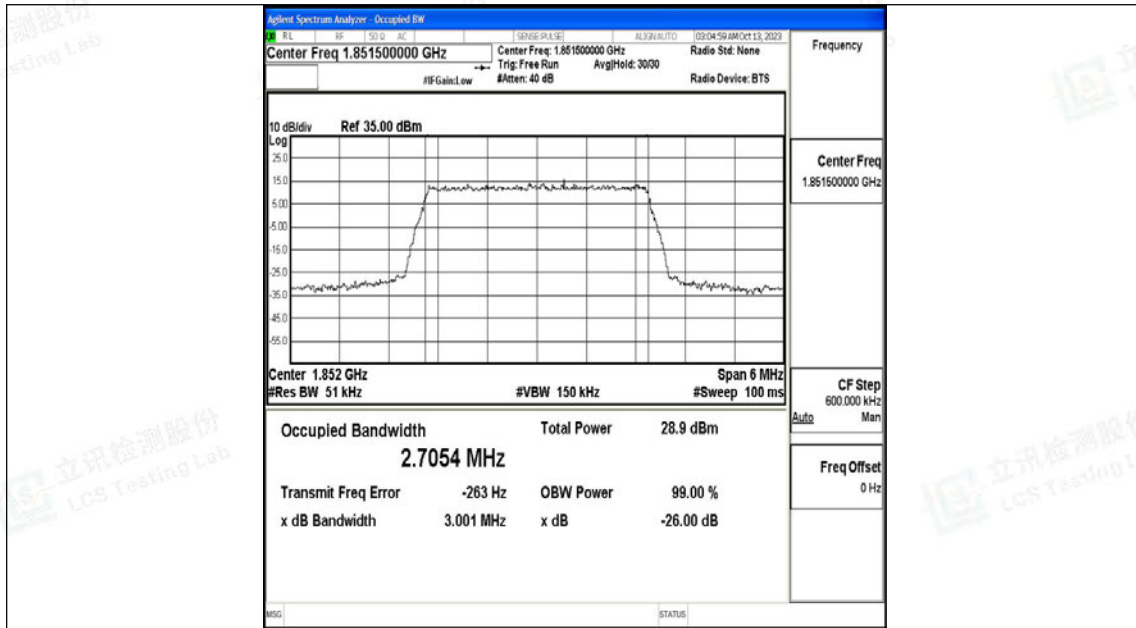 Agilent Spectrum Analyzer - Occupied BW
RL RF 50 Ω AC SENSE:PULSE ALIGNAUTO 03:04:59 AM Oct 13, 2023
Center Freq 1.851500000 GHz
Center Freq: 1.851500000 GHz Radio Std: None
Trig: Free Run Avg|Hold: 30/30
#IFGain:Low #Atten: 40 dB Radio Device: BTS
10 dB/div Ref 35.00 dBm
Log
25.0
15.0
5.00
-5.00
-15.0
-25.0
-35.0
-45.0
-55.0
Center 1.852 GHz Span 6 MHz
#Res BW 51 kHz #VBW 150 kHz #Sweep 100 ms
Occupied Bandwidth Total Power 28.9 dBm
2.7054 MHz
Transmit Freq Error -263 Hz OBW Power 99.00 %
x dB Bandwidth 3.001 MHz x dB -26.00 dB
MSG STATUS
Frequency
Center Freq
1.851500000 GHz
CF Step
600.000 kHz
Auto Man
Freq Offset
0 Hz
立讯检测股份
LCS Testing Lab